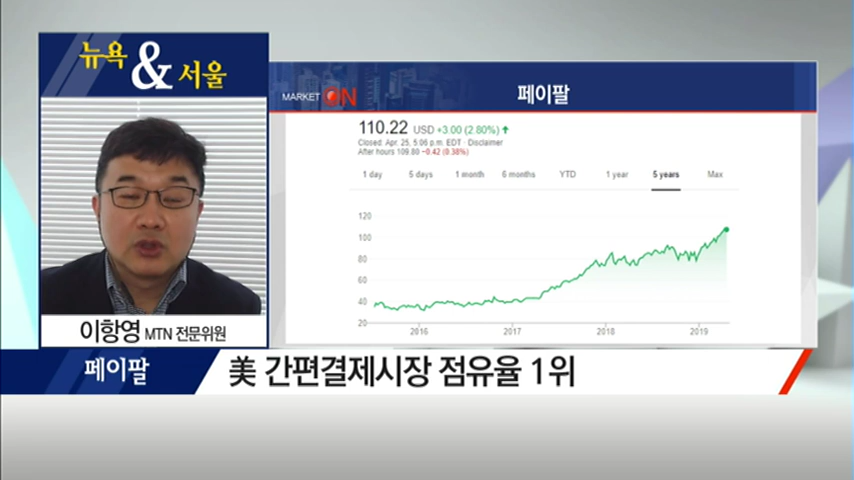 뉴욕 & 서울
MARKET ON
페이팔
110.22 USD +3.00 (2.80%) ↑
Closed: Apr. 25, 5:06 p.m. EDT · Disclaimer
After hours 109.80 −0.42 (0.38%)
1 day 5 days 1 month 6 months YTD 1 year 5 years Max
120
100
80
60
40
20
2016 2017 2018 2019
이항영 MTN 전문위원
페이팔
美 간편결제시장 점유율 1위